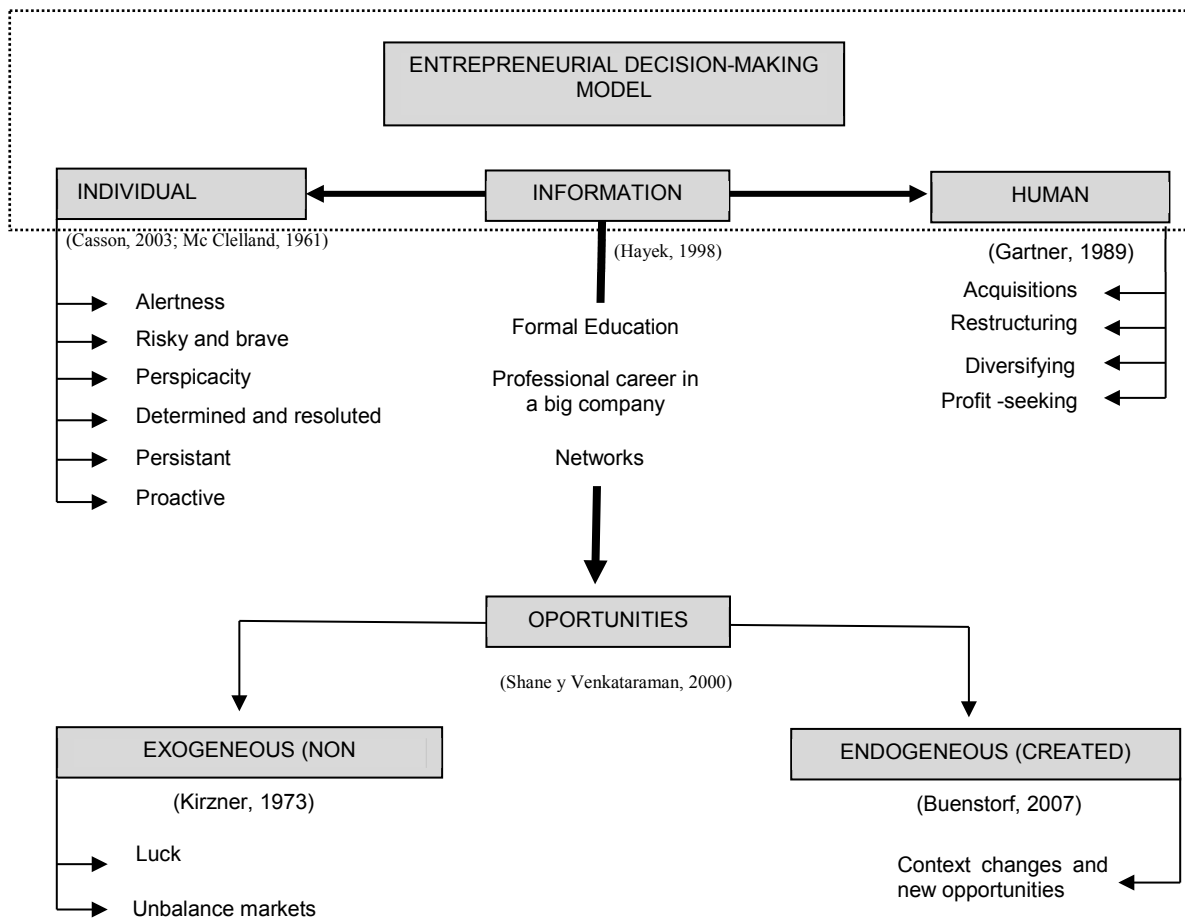 ENTREPRENEURIAL DECISION-MAKING
MODEL
INDIVIDUAL
INFORMATION
HUMAN
(Casson, 2003; Mc Clelland, 1961)
(Hayek, 1998)
(Gartner, 1989)
Alertness
Risky and brave
Perspicacity
Determined and resoluted
Persistant
Proactive
Formal Education
Professional career in
a big company
Networks
Acquisitions
Restructuring
Diversifying
Profit -seeking
OPORTUNITIES
(Shane y Venkataraman, 2000)
EXOGENEOUS (NON
(Kirzner, 1973)
Luck
Unbalance markets
ENDOGENEOUS (CREATED)
(Buenstorf, 2007)
Context changes and
new opportunities